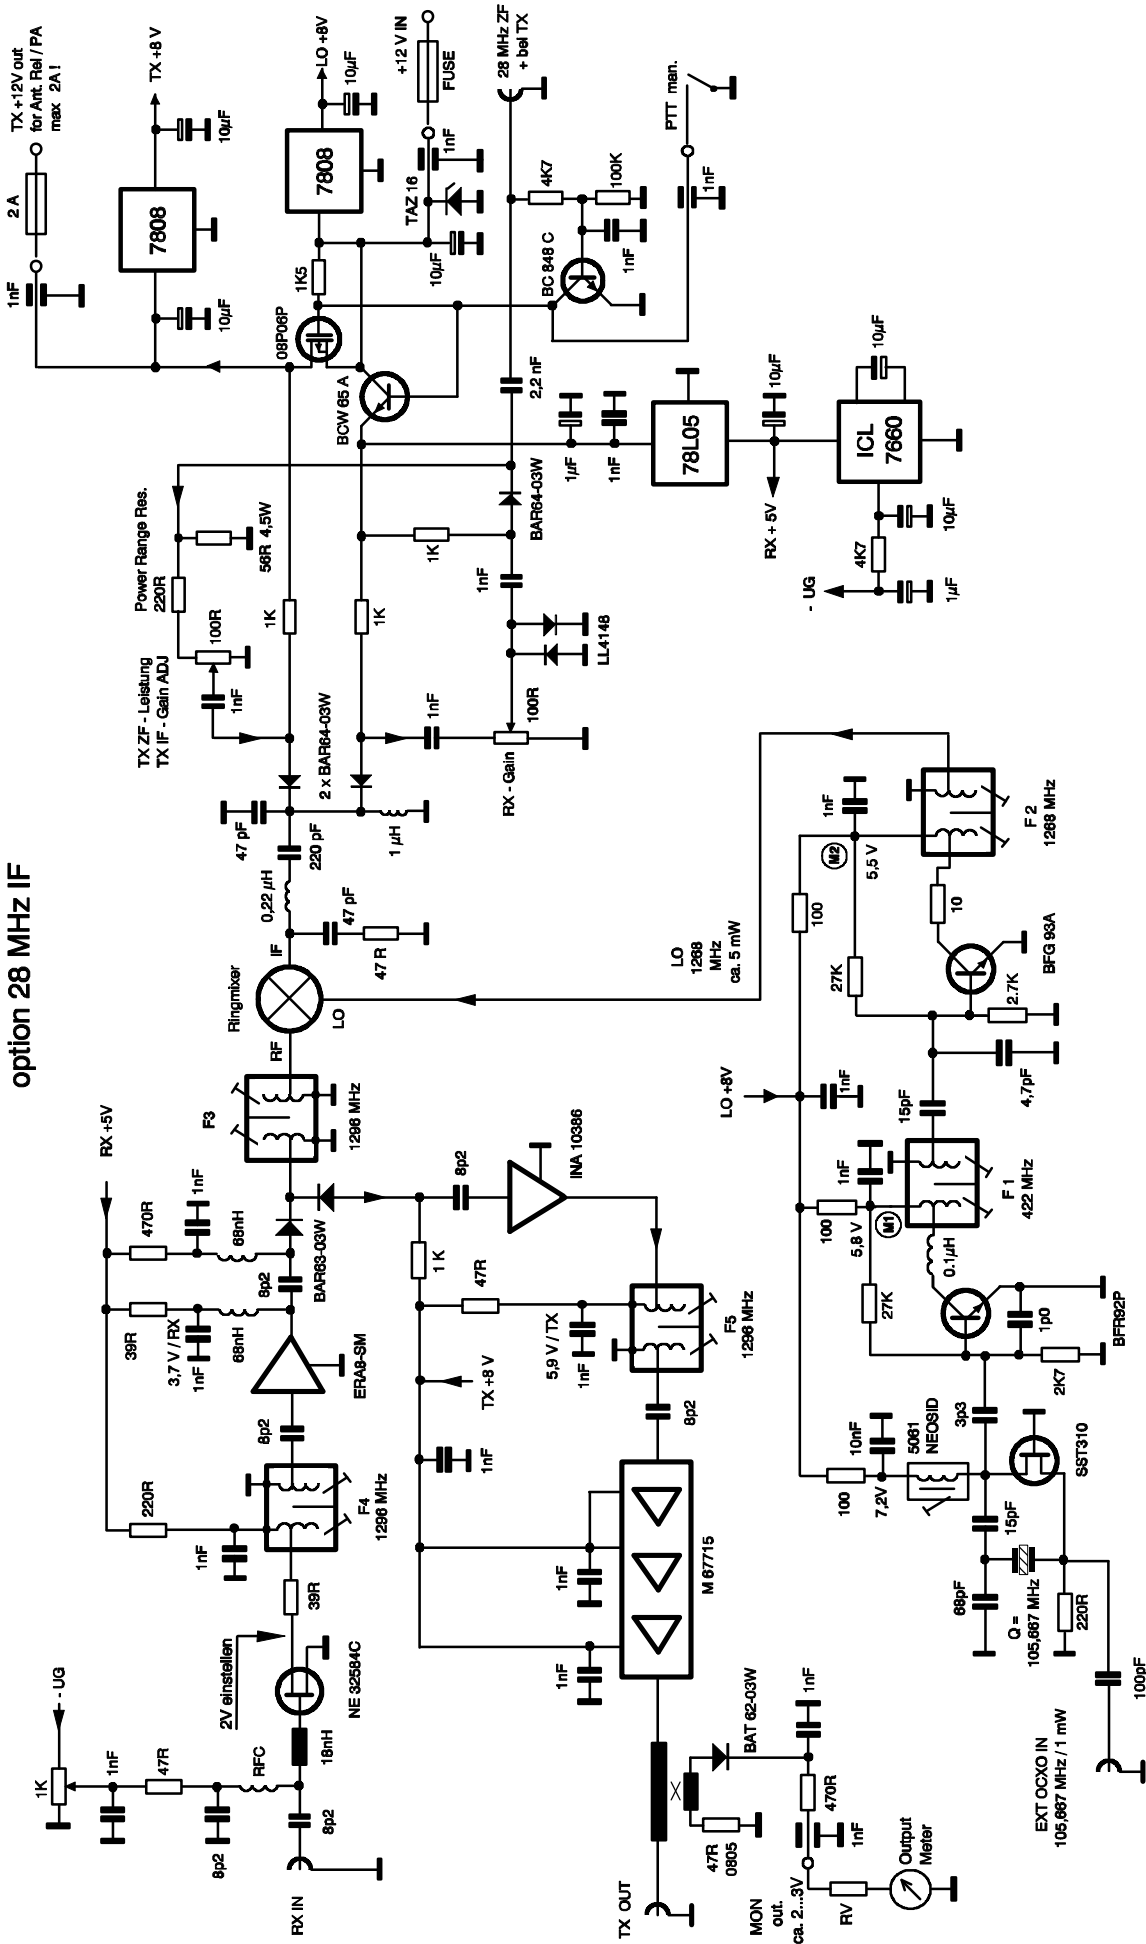 option 28 MHz IF
RX IN
8p2
8p2
1nF
1K
- UG
47R
RFC
18nH
NE 32584C
2V einstellen
39R
1nF
220R
F4
1296 MHz
8p2
ERA8-SM
39R
3,7 V / RX
1nF
68nH
8p2
470R
1nF
68nH
BAR63-03W
RX +5V
F3
1296 MHz
RF
Ringmixer
LO
IF
47 pF
47 R
0,22 µH
220 pF
47 pF
1 µH
2 x BAR64-03W
TX ZF - Leistung
TX IF - Gain ADJ
1nF
100R
Power Range Res.
220R
56R 4,5W
1K
1K
1K
1nF
RX - Gain
100R
LL4148
1nF
BAR64-03W
2,2 nF
BCW 65 A
08P06P
1K5
1nF
2 A
TX +12V out
for Ant. Rel / PA
max 2A !
10µF
7808
10µF
TX +8 V
7808
LO +8V
10µF
10µF
TAZ 16
1nF
+12 V IN
FUSE
28 MHz ZF
+ bei TX
4K7
100K
BC 848 C
1nF
PTT man.
1nF
1µF
1nF
78L05
10µF
RX + 5V
ICL
7660
10µF
10µF
4K7
- UG
1µF
TX OUT
47R
0805
BAT 62-03W
MON
out.
ca. 2...3V
1nF
470R
1nF
RV
Output
Meter
M 67715
1nF
1nF
8p2
F5
1296 MHz
5,9 V / TX
1nF
47R
TX +8 V
1nF
1 K
8p2
INA 10386
LO
1268
MHz
ca. 5 mW
EXT OCXO IN
105,667 MHz / 1 mW
100pF
220R
Q =
105,667 MHz
68pF
15pF
SST310
5061
NEOSID
10nF
7,2V
100
3p3
2K7
1p0
BFR92P
27K
5,8 V
M1
100
1nF
0.1µH
F 1
422 MHz
LO +8V
1nF
15pF
4,7pF
2.7K
27K
BFG 93A
10
100
M2
5,5 V
1nF
F 2
1268 MHz